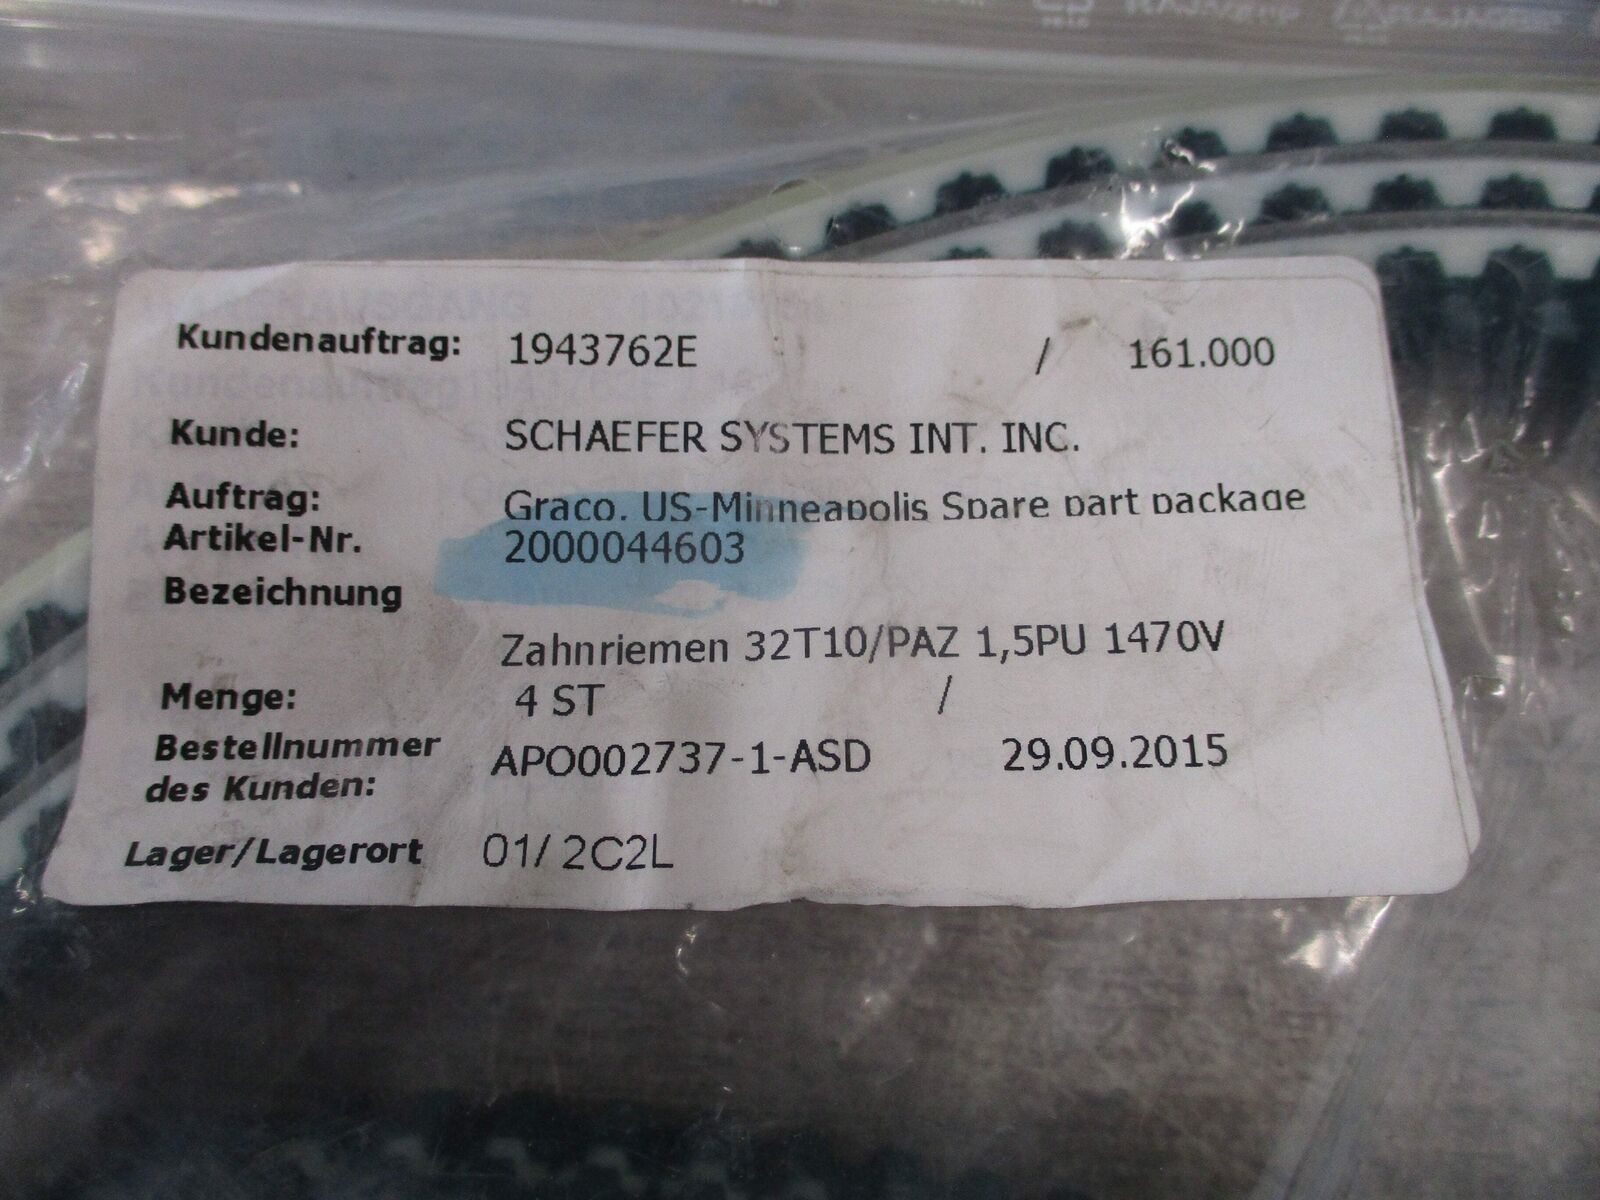 Kundenauftrag: 1943762E / 161.000
Kunde: SCHAEFER SYSTEMS INT. INC.
Auftrag: Graco, US-Minneapolis Spare part package
Artikel-Nr. 2000044603
Bezeichnung
Zahnriemen 32T10/PAZ 1,5PU 1470V
Menge: 4 ST /
Bestellnummer des Kunden: APO002737-1-ASD 29.09.2015
Lager/Lagerort 01/ 2C2L